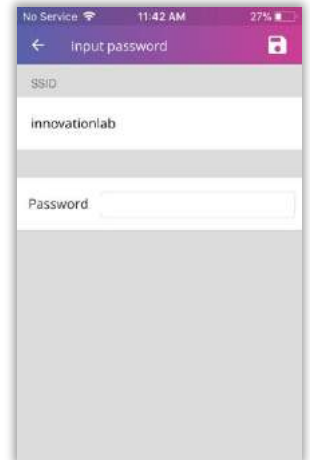 No Service 11:42 AM 27%
Input password
SSID
innovationlab
Password